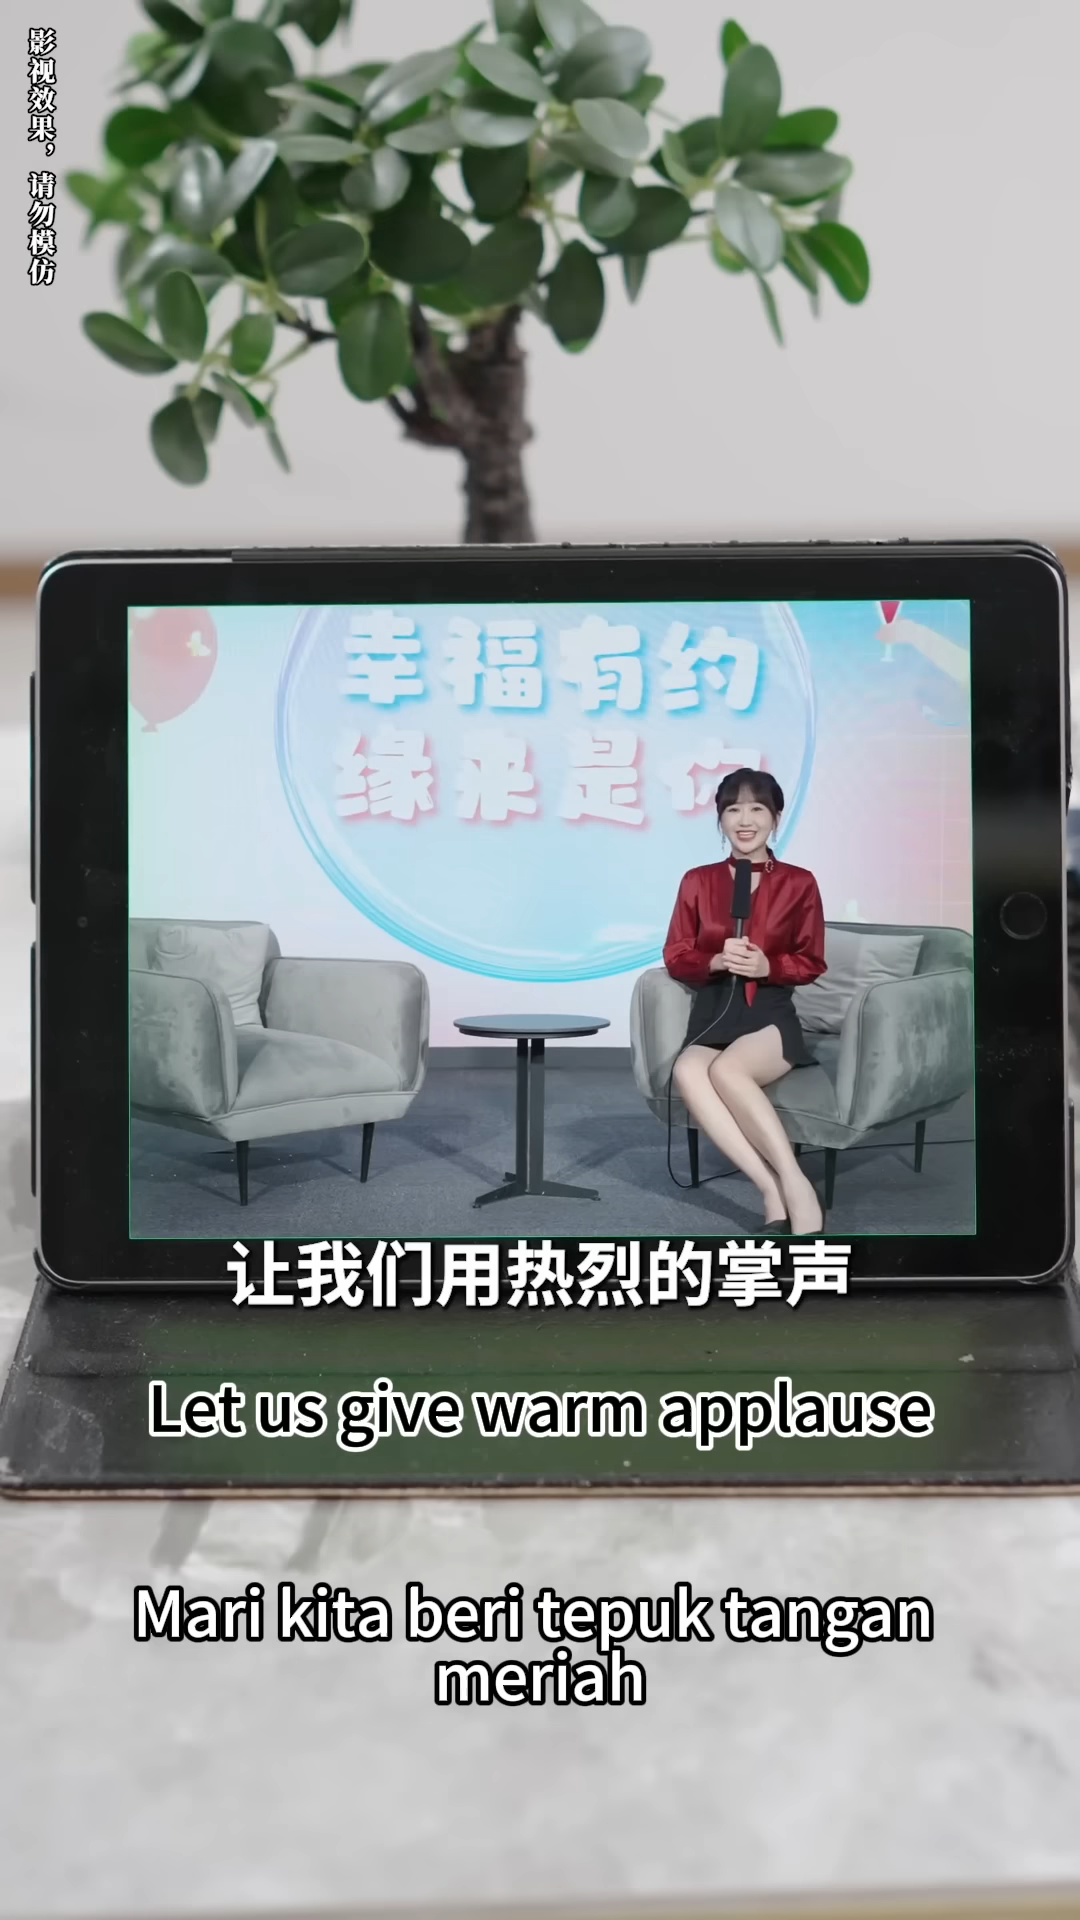 影视效果，请勿模仿
幸福有约
缘来是你
让我们用热烈的掌声
Let us give warm applause
Mari kita beri tepuk tangan
meriah